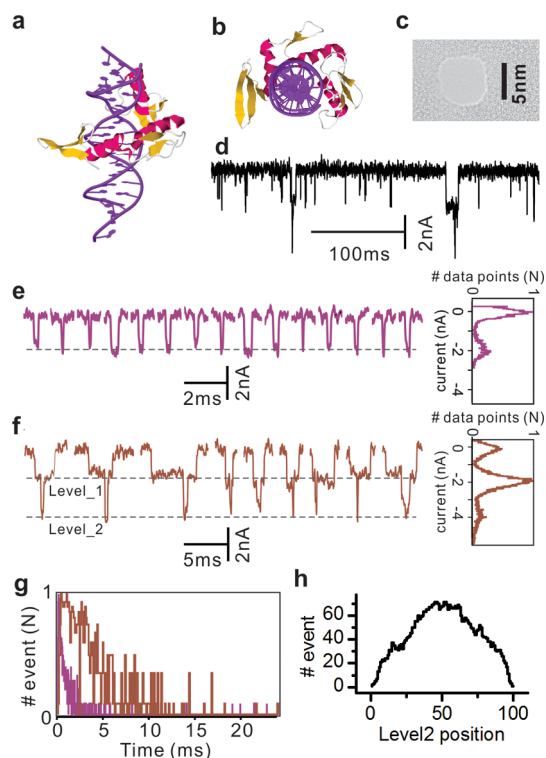 a
b
c
5nm
d
100ms
2nA
e
2ms
2nA
# data points (N)
0 1
current (nA)
0
-2
-4
f
Level_1
Level_2
5ms
2nA
# data points (N)
0 1
current (nA)
0
-2
-4
g
# event (N)
1
0
0 5 10 15 20
Time (ms)
h
# event
60
40
20
0
0 50 100
Level2 position